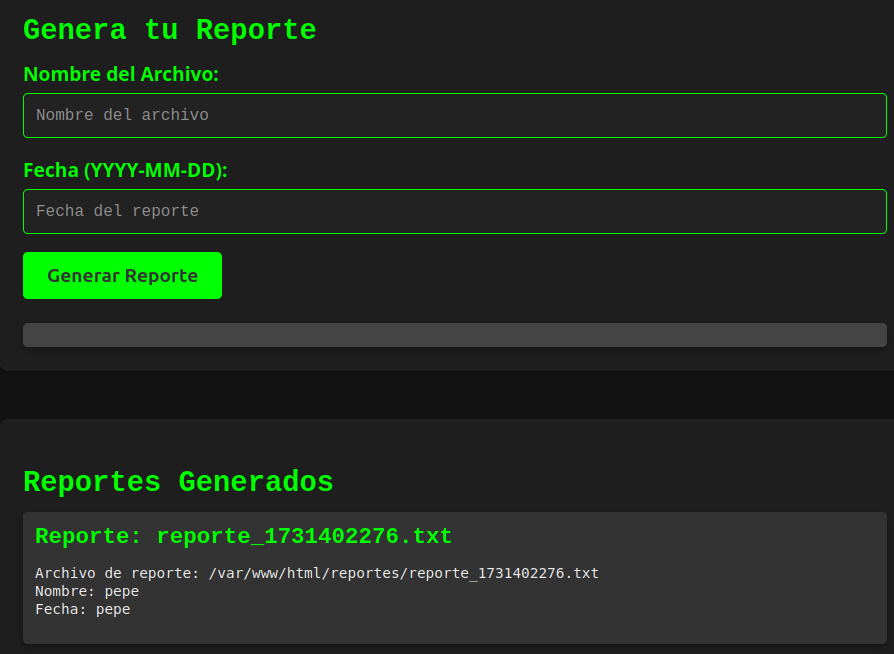 Genera tu Reporte
Nombre del Archivo:
Nombre del archivo
Fecha (YYYY-MM-DD):
Fecha del reporte
Generar Reporte
Reportes Generados
Reporte: reporte_1731402276.txt
Archivo de reporte: /var/www/html/reportes/reporte_1731402276.txt
Nombre: pepe
Fecha: pepe